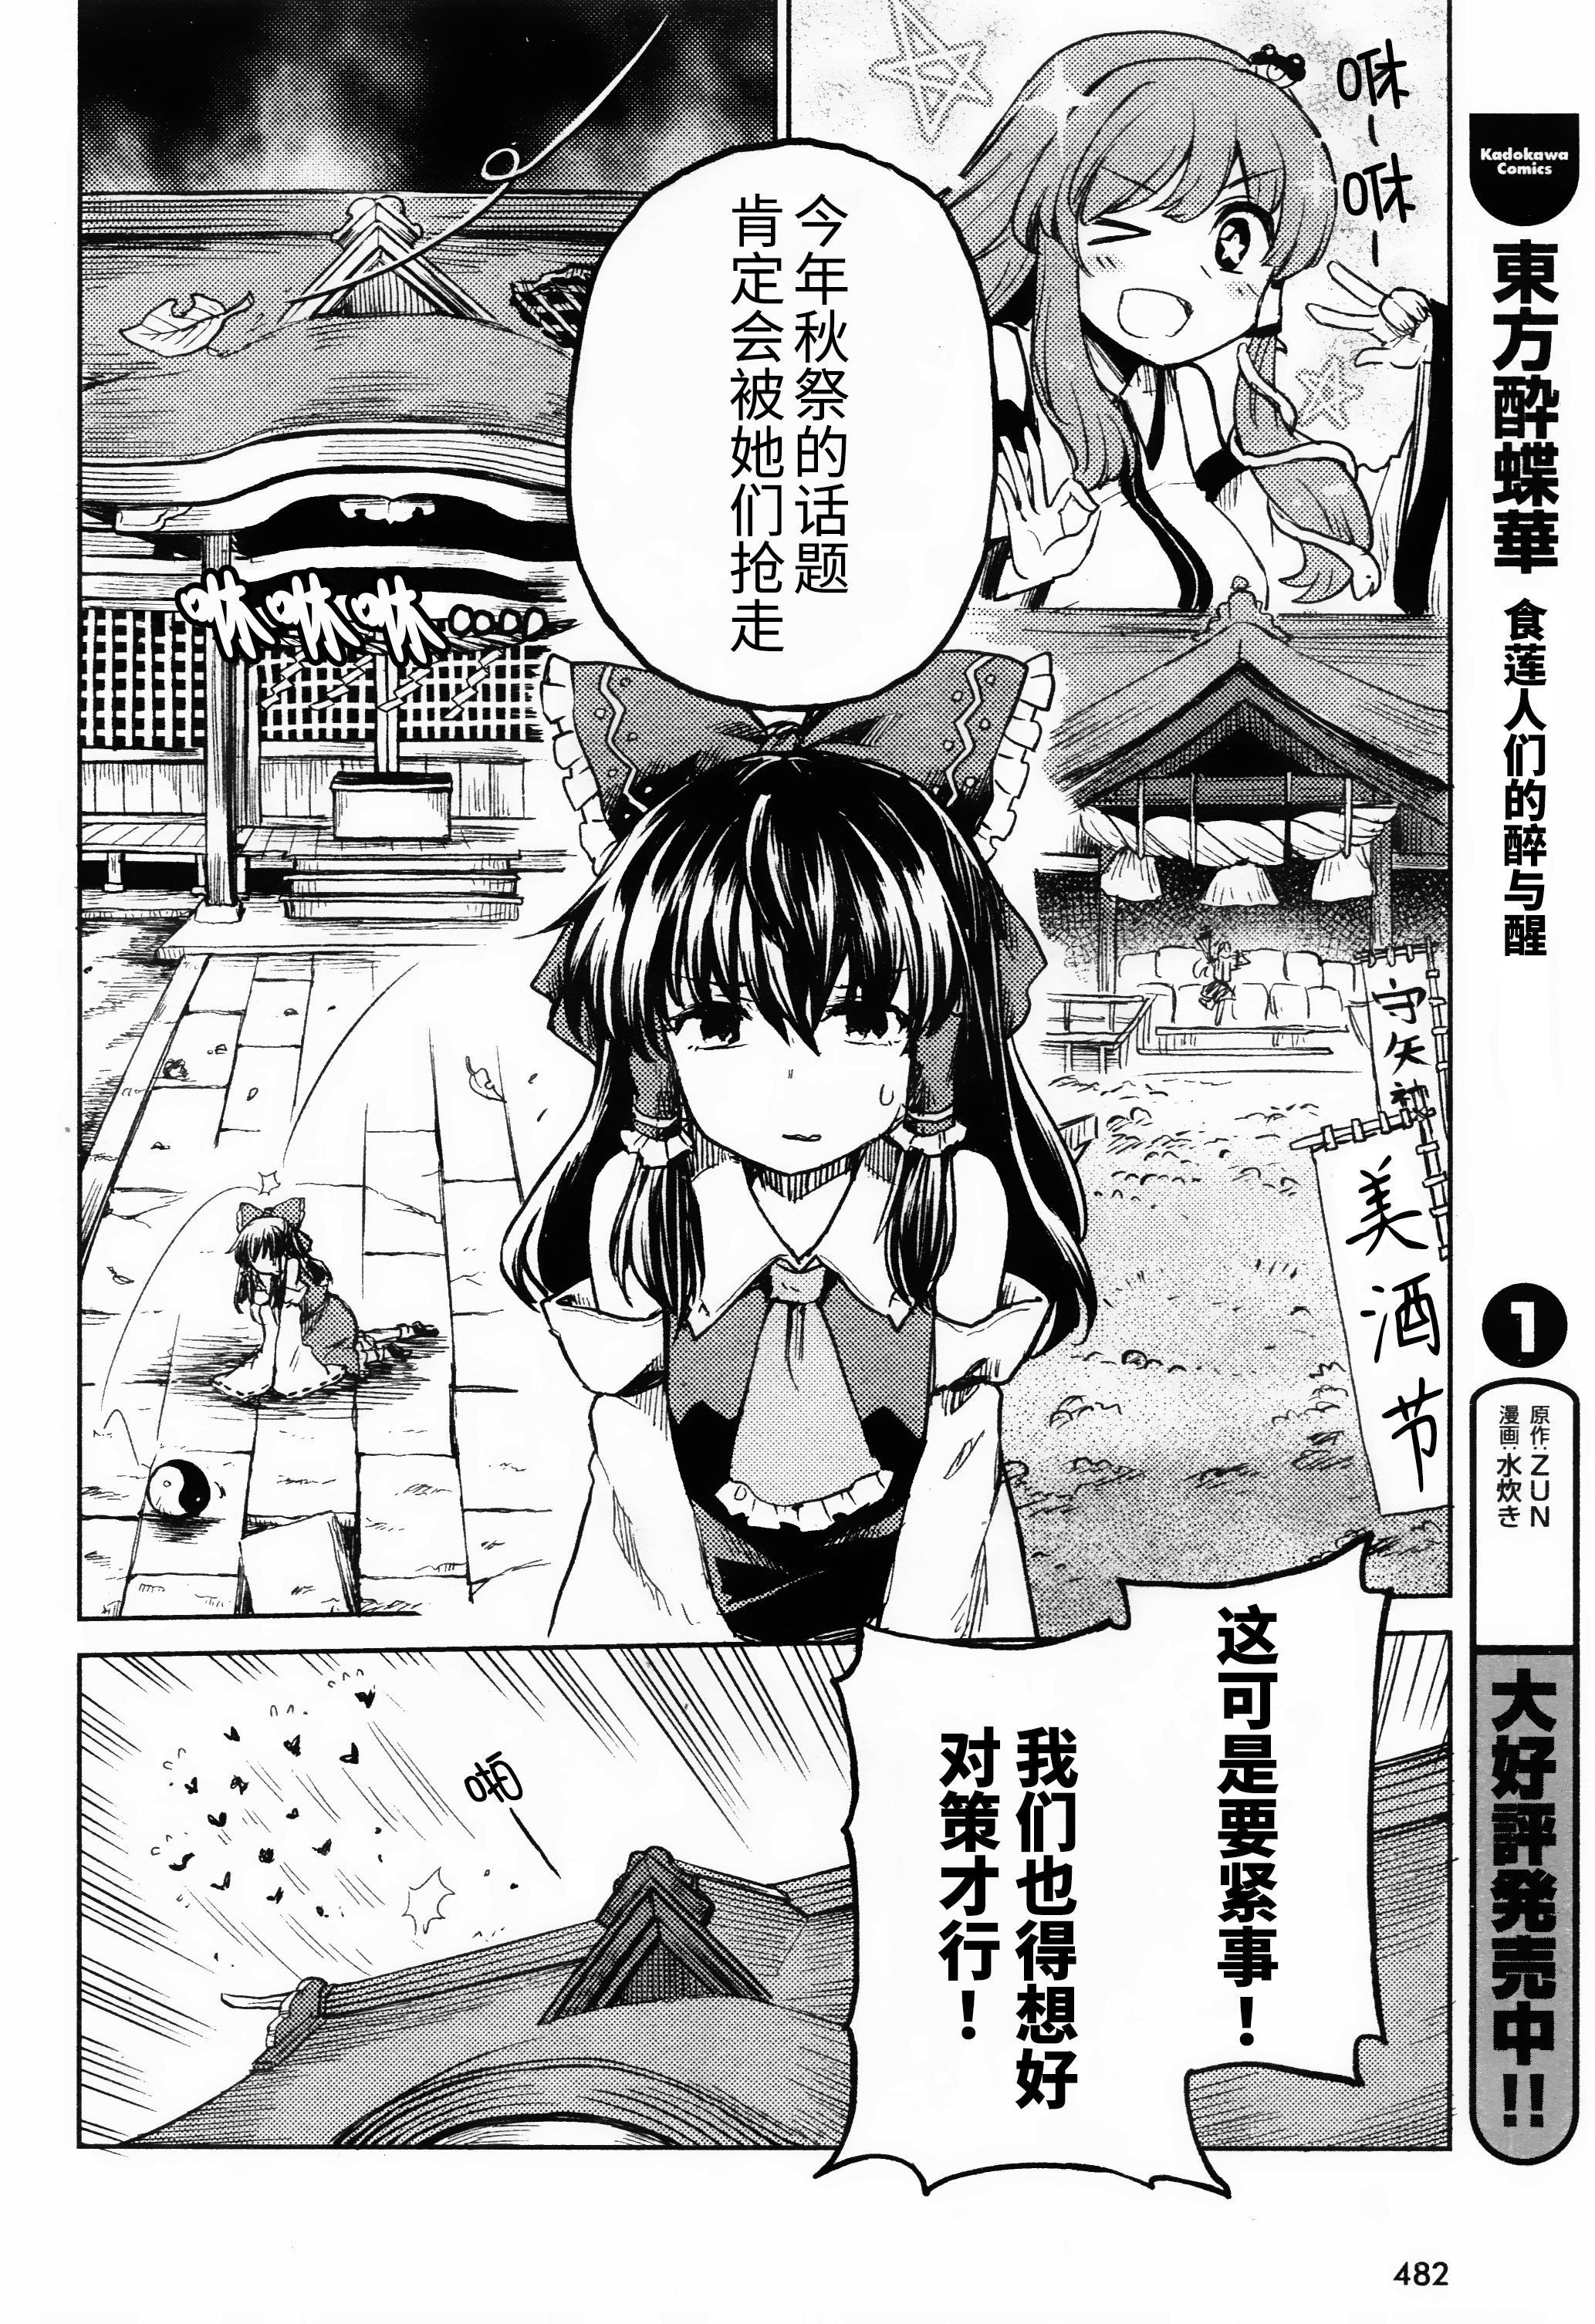 咻ー
咻ー
今年秋祭的话题
肯定会被她们抢走
咻咻咻……
守矢神
美
酒
节
这可是要紧事！
我们也得想好
对策才行！
啪
Kadokawa
Comics
東方酔蝶華
食莲人们的醉与醒
1
原作:ZUN
漫画:水炊き
大好評発売中!!
482